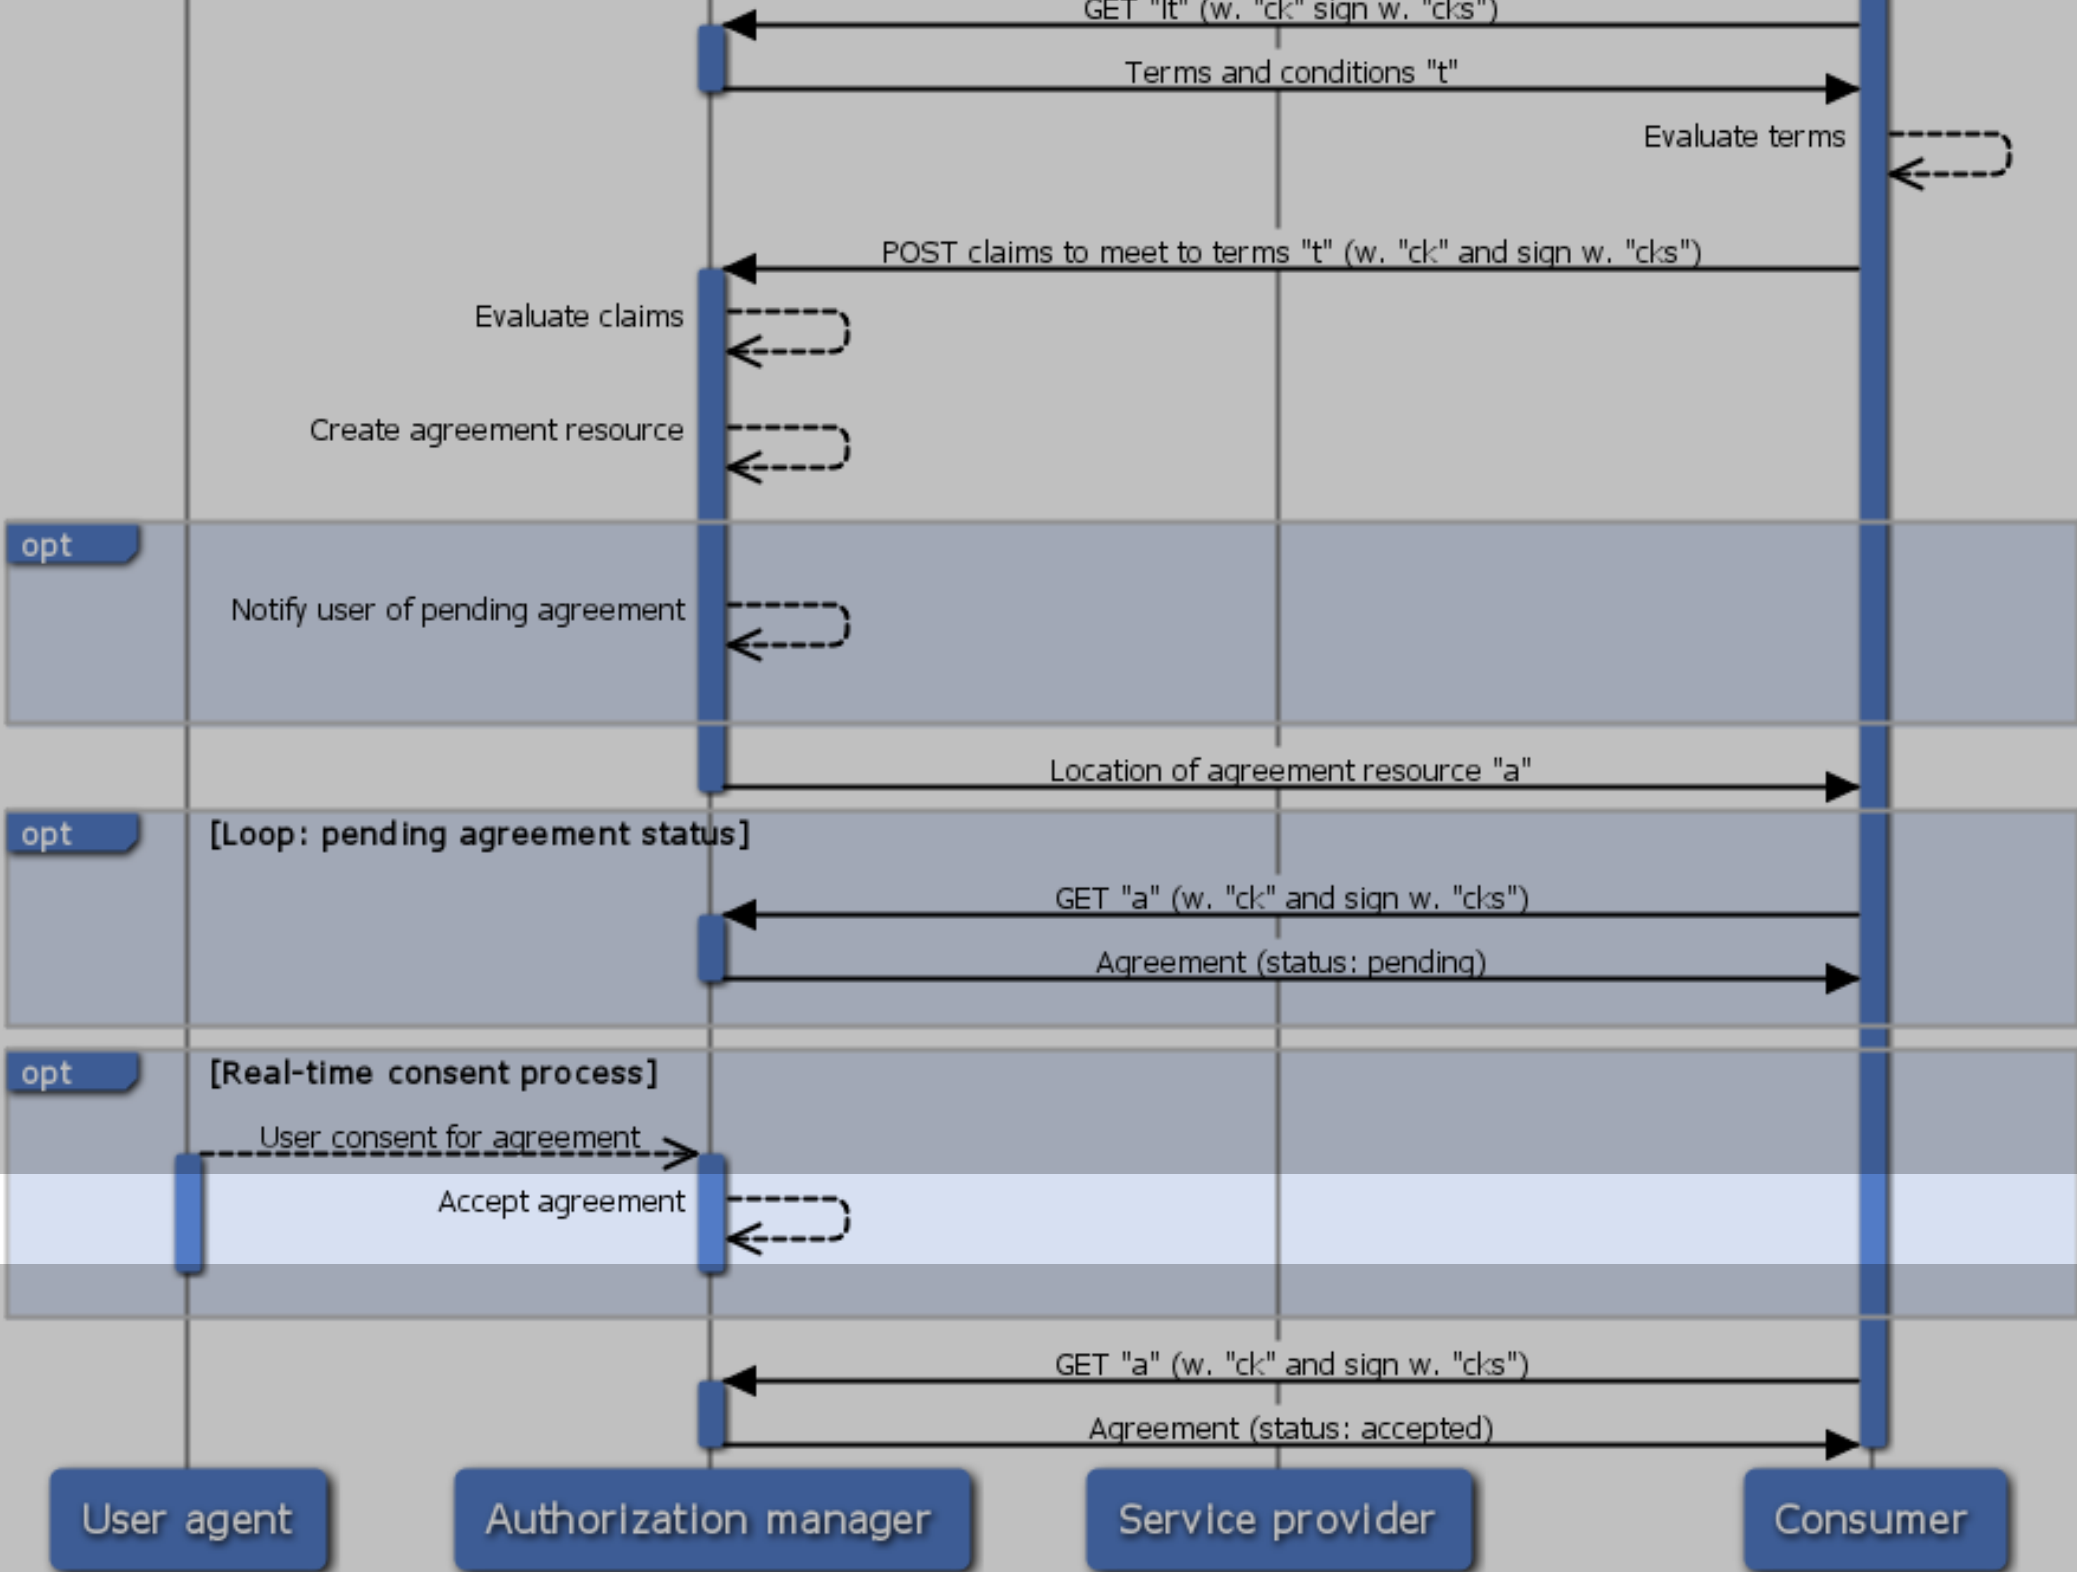 GET "lt" (w. "ck" sign w. "cks")
Terms and conditions "t"
Evaluate terms
POST claims to meet to terms "t" (w. "ck" and sign w. "cks")
Evaluate claims
Create agreement resource
opt
Notify user of pending agreement
Location of agreement resource "a"
opt [Loop: pending agreement status]
GET "a" (w. "ck" and sign w. "cks")
Agreement (status: pending)
opt [Real-time consent process]
User consent for agreement
Accept agreement
GET "a" (w. "ck" and sign w. "cks")
Agreement (status: accepted)
User agent Authorization manager Service provider Consumer